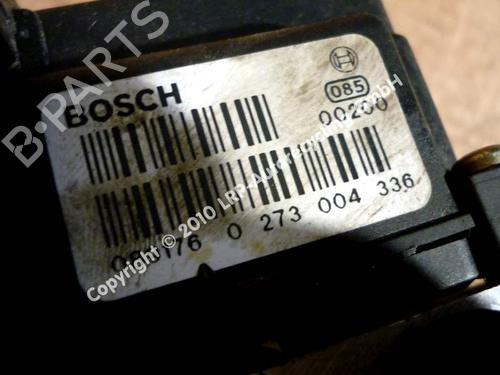 BOSCH
085
00200
0 273 004 336
B-PARTS
Copyright © 2010 LRP-Autorecycling GmbH